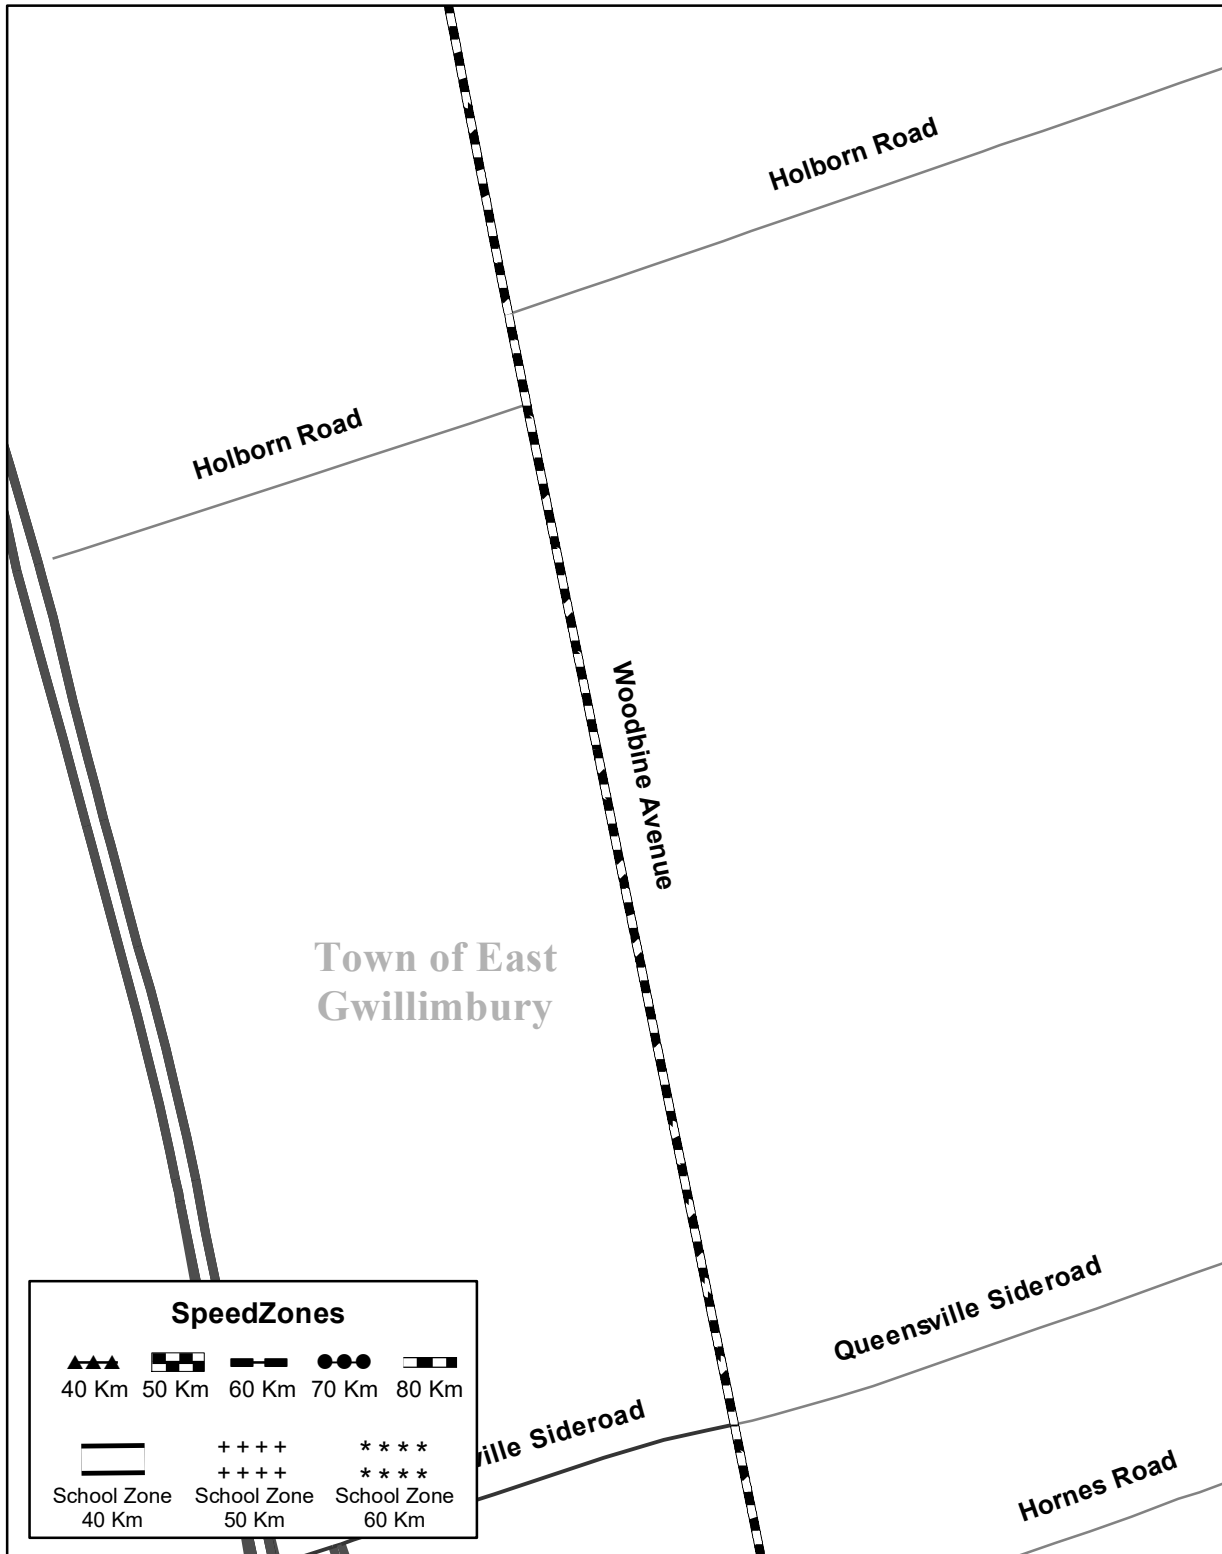 Holborn Road
Holborn Road
Woodbine Avenue
Town of East
Gwillimbury
Queensville Sideroad
ville Sideroad
Hornes Road
SpeedZones
40 Km 50 Km 60 Km 70 Km 80 Km
School Zone School Zone School Zone
40 Km 50 Km 60 Km